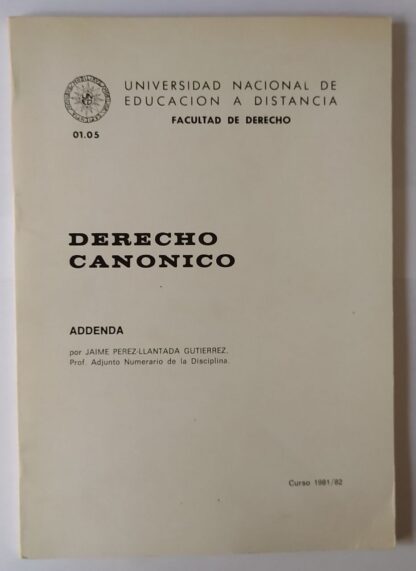 UNIVERSIDAD NACIONAL DE
EDUCACION A DISTANCIA
FACULTAD DE DERECHO
01.05
DERECHO
CANONICO
ADDENDA
por JAIME PEREZ-LLANTADA GUTIERREZ,
Prof. Adjunto Numerario de la Disciplina.
Curso 1981/82